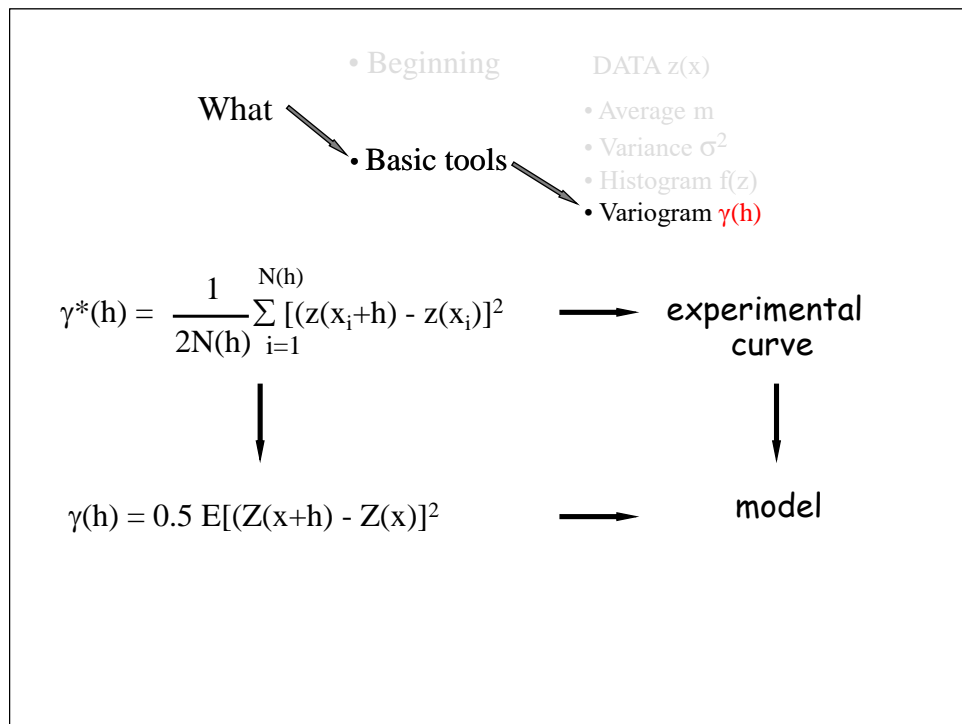 • Beginning DATA z(x)
What • Average m
• Variance σ²
• Basic tools • Histogram f(z)
• Variogram γ(h)
γ*(h) = 1/2N(h) N(h) Σ i=1 [(z(xᵢ+h) - z(xᵢ)]² experimental
curve
γ(h) = 0.5 E[(Z(x+h) - Z(x)]² model